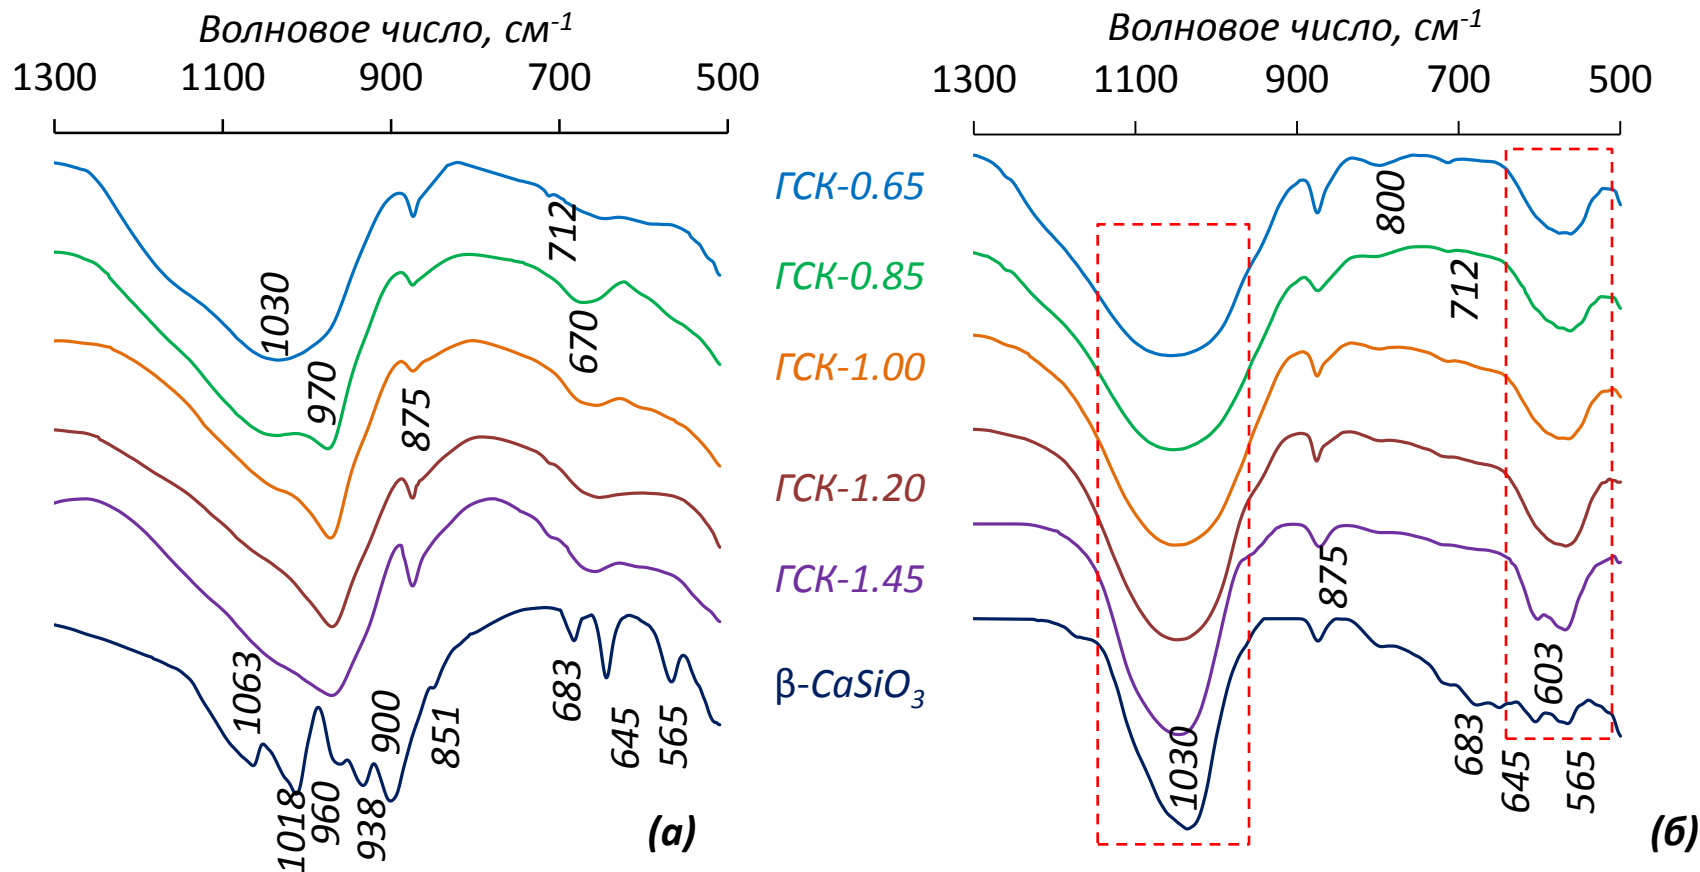 Волновое число, см-1
1300 1100 900 700 500
Волновое число, см-1
1300 1100 900 700 500
ГСК-0.65
ГСК-0.85
ГСК-1.00
ГСК-1.20
ГСК-1.45
β-CaSiO3
1030
970
875
712
670
1063
1018
960
938
900
851
683
645
565
(а)
800
712
875
1030
603
683
645
565
(б)